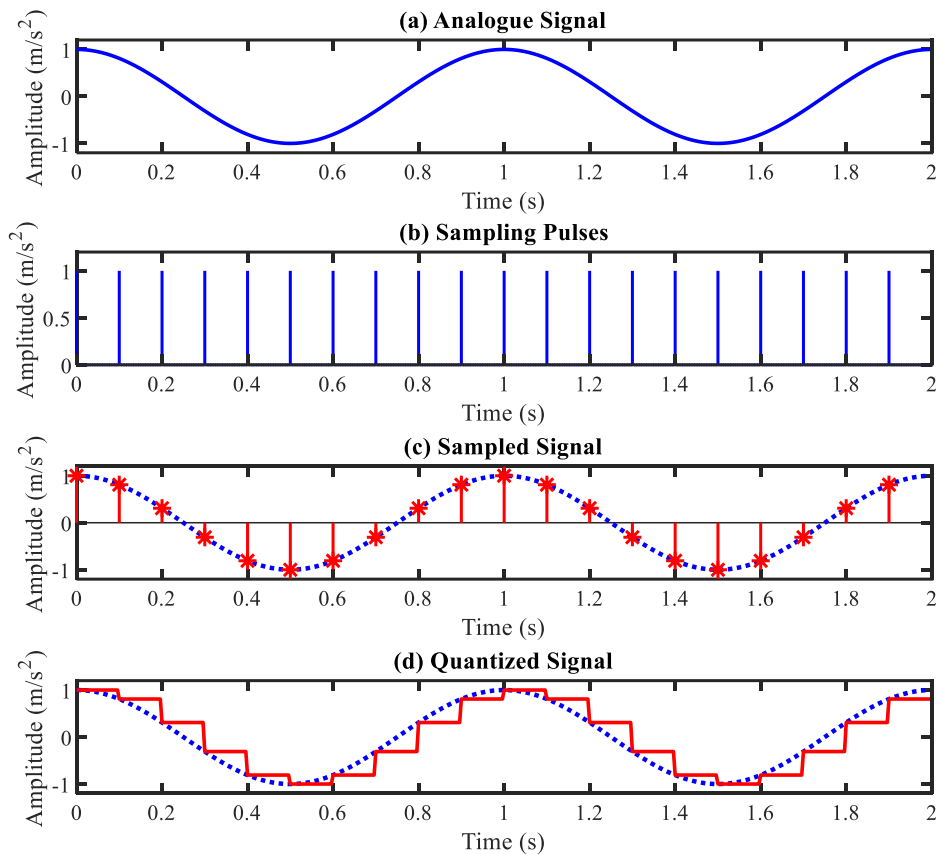 (a) Analogue Signal
Amplitude (m/s²)
1
0
-1
0 0.2 0.4 0.6 0.8 1 1.2 1.4 1.6 1.8 2
Time (s)
(b) Sampling Pulses
Amplitude (m/s²)
1
0.5
0
0 0.2 0.4 0.6 0.8 1 1.2 1.4 1.6 1.8 2
Time (s)
(c) Sampled Signal
Amplitude (m/s²)
1
0
-1
0 0.2 0.4 0.6 0.8 1 1.2 1.4 1.6 1.8 2
Time (s)
(d) Quantized Signal
Amplitude (m/s²)
1
0
-1
0 0.2 0.4 0.6 0.8 1 1.2 1.4 1.6 1.8 2
Time (s)